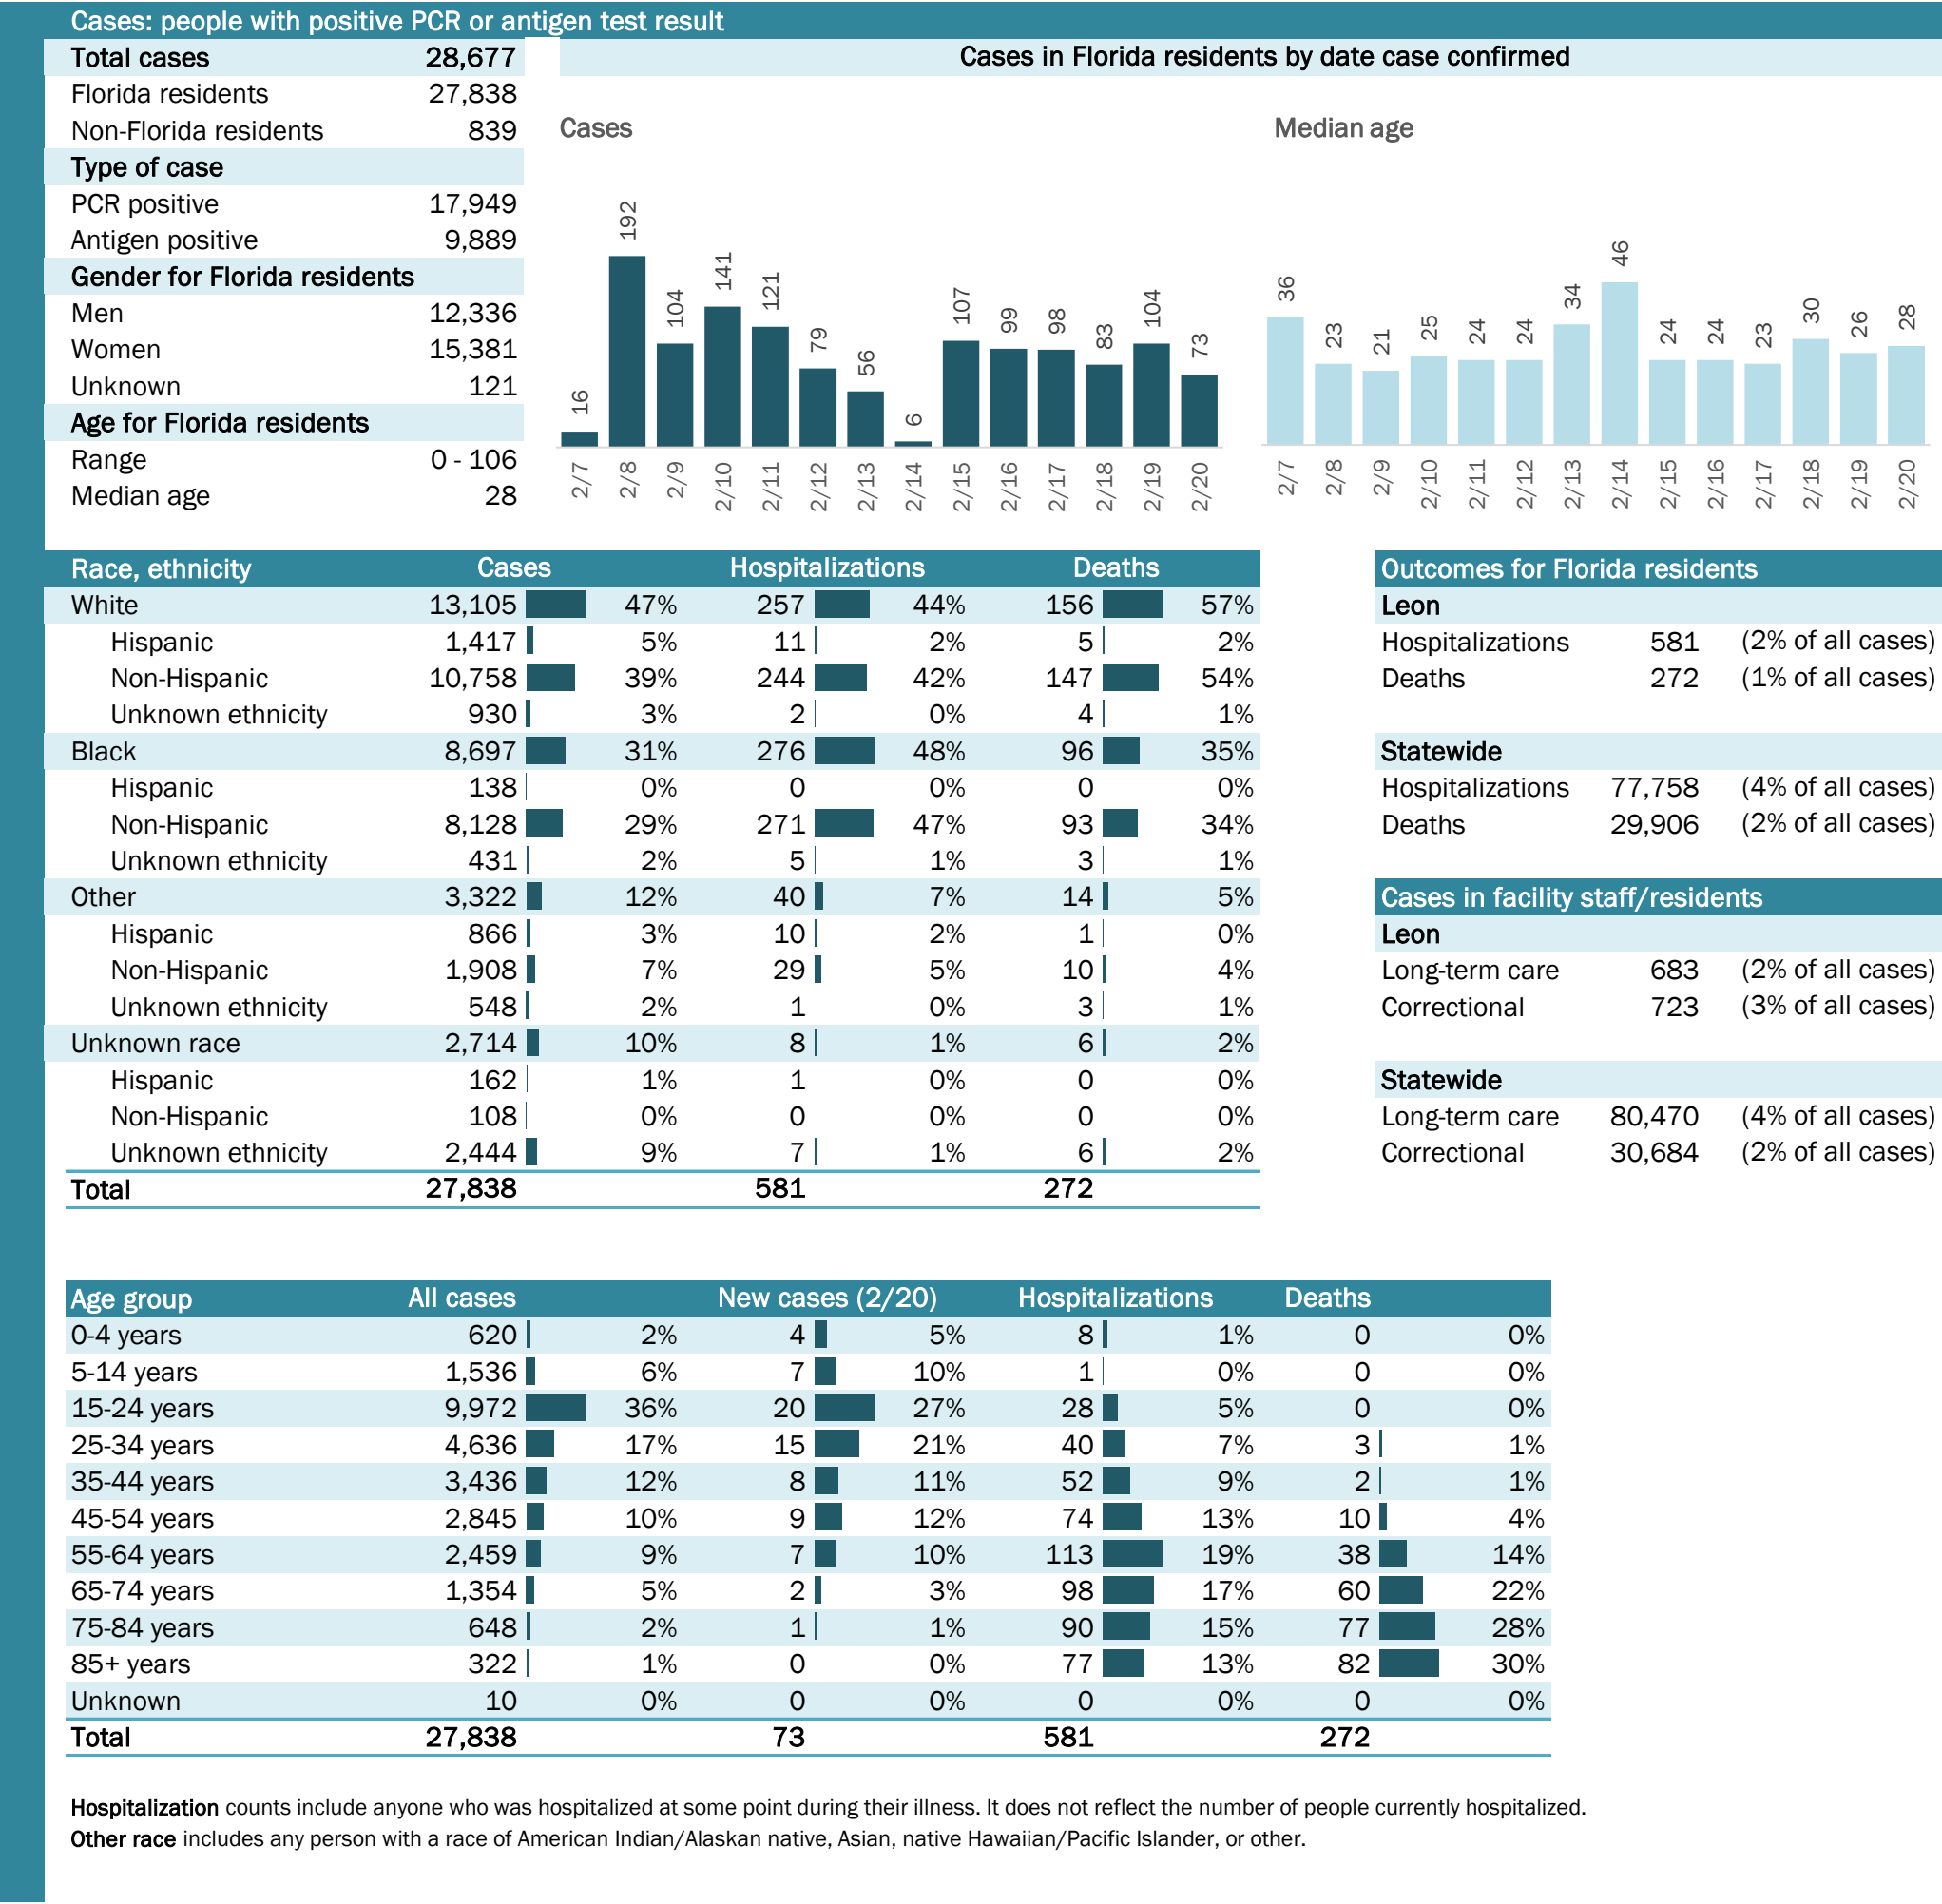 Cases: people with positive PCR or antigen test result
Total cases 28,677
Florida residents 27,838
Non-Florida residents 839
Type of case
PCR positive 17,949
Antigen positive 9,889
Gender for Florida residents
Men 12,336
Women 15,381
Unknown 121
Age for Florida residents
Range 0 - 106
Median age 28
Cases in Florida residents by date case confirmed
Cases
16 192 104 141 121 79 56 6 107 99 98 83 104 73
2/7 2/8 2/9 2/10 2/11 2/12 2/13 2/14 2/15 2/16 2/17 2/18 2/19 2/20
Median age
36 23 21 25 24 24 34 46 24 24 23 30 26 28
2/7 2/8 2/9 2/10 2/11 2/12 2/13 2/14 2/15 2/16 2/17 2/18 2/19 2/20
Race, ethnicity Cases Hospitalizations Deaths
White 13,105 47% 257 44% 156 57%
Hispanic 1,417 5% 11 2% 5 2%
Non-Hispanic 10,758 39% 244 42% 147 54%
Unknown ethnicity 930 3% 2 0% 4 1%
Black 8,697 31% 276 48% 96 35%
Hispanic 138 0% 0 0% 0 0%
Non-Hispanic 8,128 29% 271 47% 93 34%
Unknown ethnicity 431 2% 5 1% 3 1%
Other 3,322 12% 40 7% 14 5%
Hispanic 866 3% 10 2% 1 0%
Non-Hispanic 1,908 7% 29 5% 10 4%
Unknown ethnicity 548 2% 1 0% 3 1%
Unknown race 2,714 10% 8 1% 6 2%
Hispanic 162 1% 1 0% 0 0%
Non-Hispanic 108 0% 0 0% 0 0%
Unknown ethnicity 2,444 9% 7 1% 6 2%
Total 27,838 581 272
Outcomes for Florida residents
Leon
Hospitalizations 581 (2% of all cases)
Deaths 272 (1% of all cases)
Statewide
Hospitalizations 77,758 (4% of all cases)
Deaths 29,906 (2% of all cases)
Cases in facility staff/residents
Leon
Long-term care 683 (2% of all cases)
Correctional 723 (3% of all cases)
Statewide
Long-term care 80,470 (4% of all cases)
Correctional 30,684 (2% of all cases)
Age group All cases New cases (2/20) Hospitalizations Deaths
0-4 years 620 2% 4 5% 8 1% 0 0%
5-14 years 1,536 6% 7 10% 1 0% 0 0%
15-24 years 9,972 36% 20 27% 28 5% 0 0%
25-34 years 4,636 17% 15 21% 40 7% 3 1%
35-44 years 3,436 12% 8 11% 52 9% 2 1%
45-54 years 2,845 10% 9 12% 74 13% 10 4%
55-64 years 2,459 9% 7 10% 113 19% 38 14%
65-74 years 1,354 5% 2 3% 98 17% 60 22%
75-84 years 648 2% 1 1% 90 15% 77 28%
85+ years 322 1% 0 0% 77 13% 82 30%
Unknown 10 0% 0 0% 0 0% 0 0%
Total 27,838 73 581 272
Hospitalization counts include anyone who was hospitalized at some point during their illness. It does not reflect the number of people currently hospitalized.
Other race includes any person with a race of American Indian/Alaskan native, Asian, native Hawaiian/Pacific Islander, or other.